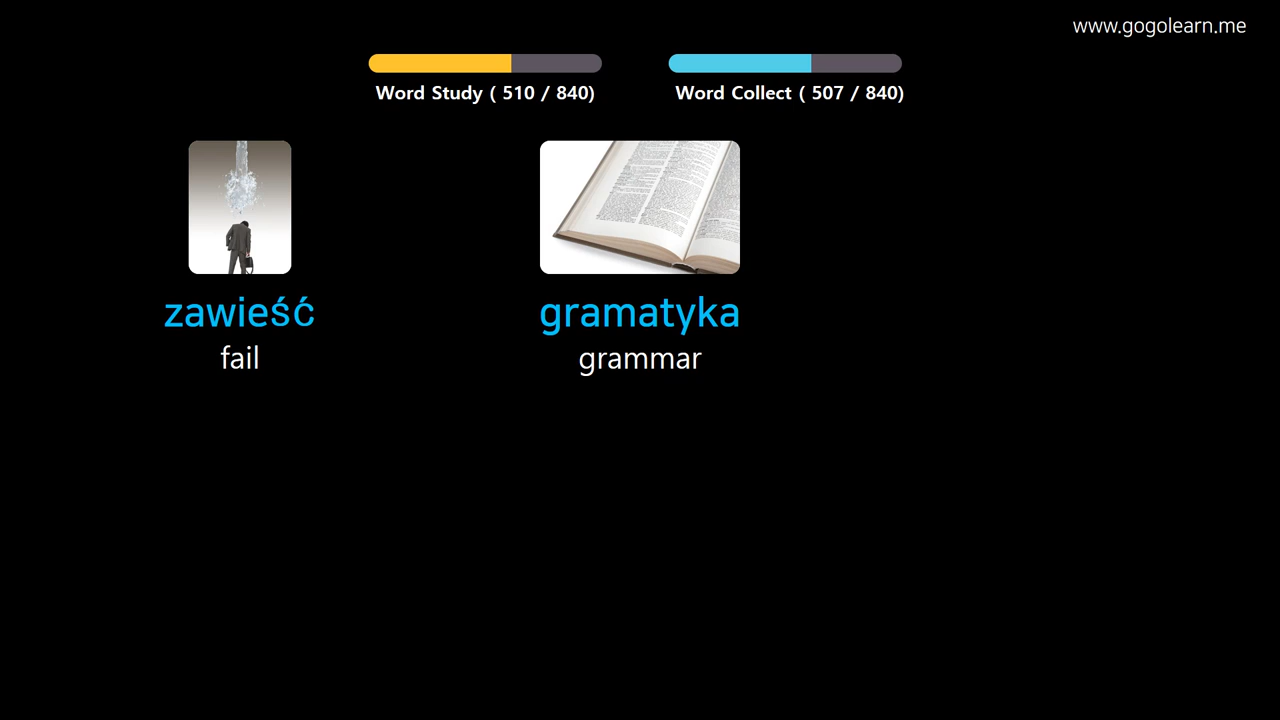 www.gogolearn.me
Word Study ( 510 / 840)
Word Collect ( 507 / 840)
zawieść
fail
gramatyka
grammar